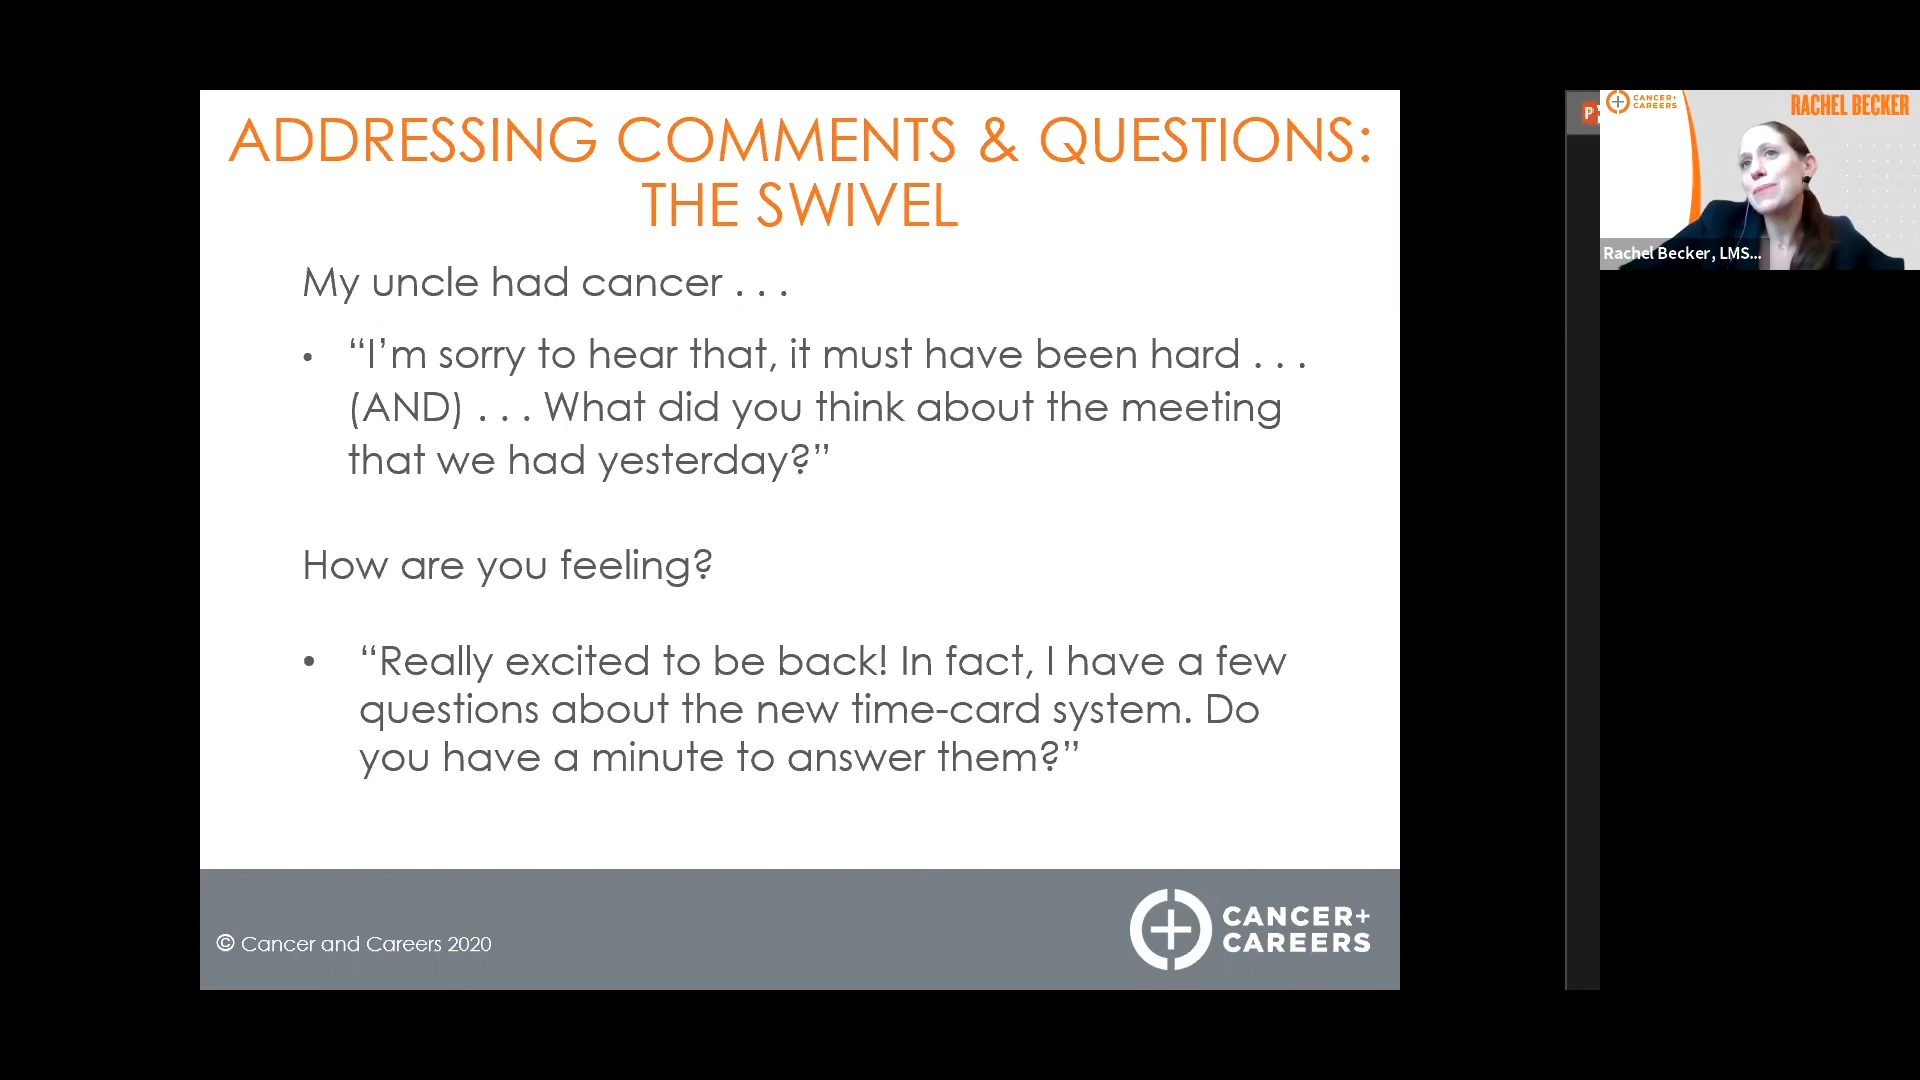 ADDRESSING COMMENTS & QUESTIONS:
THE SWIVEL
My uncle had cancer . . .
• “I’m sorry to hear that, it must have been hard . . .
(AND) . . . What did you think about the meeting
that we had yesterday?”
How are you feeling?
• “Really excited to be back! In fact, I have a few
questions about the new time-card system. Do
you have a minute to answer them?”
© Cancer and Careers 2020
CANCER+
CAREERS
CANCER+
CAREERS
RACHEL BECKER
Rachel Becker, LMS...
P